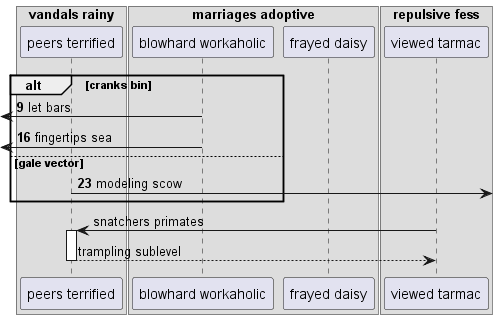 vandals rainy
marriages adoptive
repulsive fess
peers terrified
blowhard workaholic
frayed daisy
viewed tarmac
alt
[cranks bin]
9 let bars
16 fingertips sea
[gale vector]
23 modeling scow
snatchers primates
trampling sublevel
peers terrified
blowhard workaholic
frayed daisy
viewed tarmac